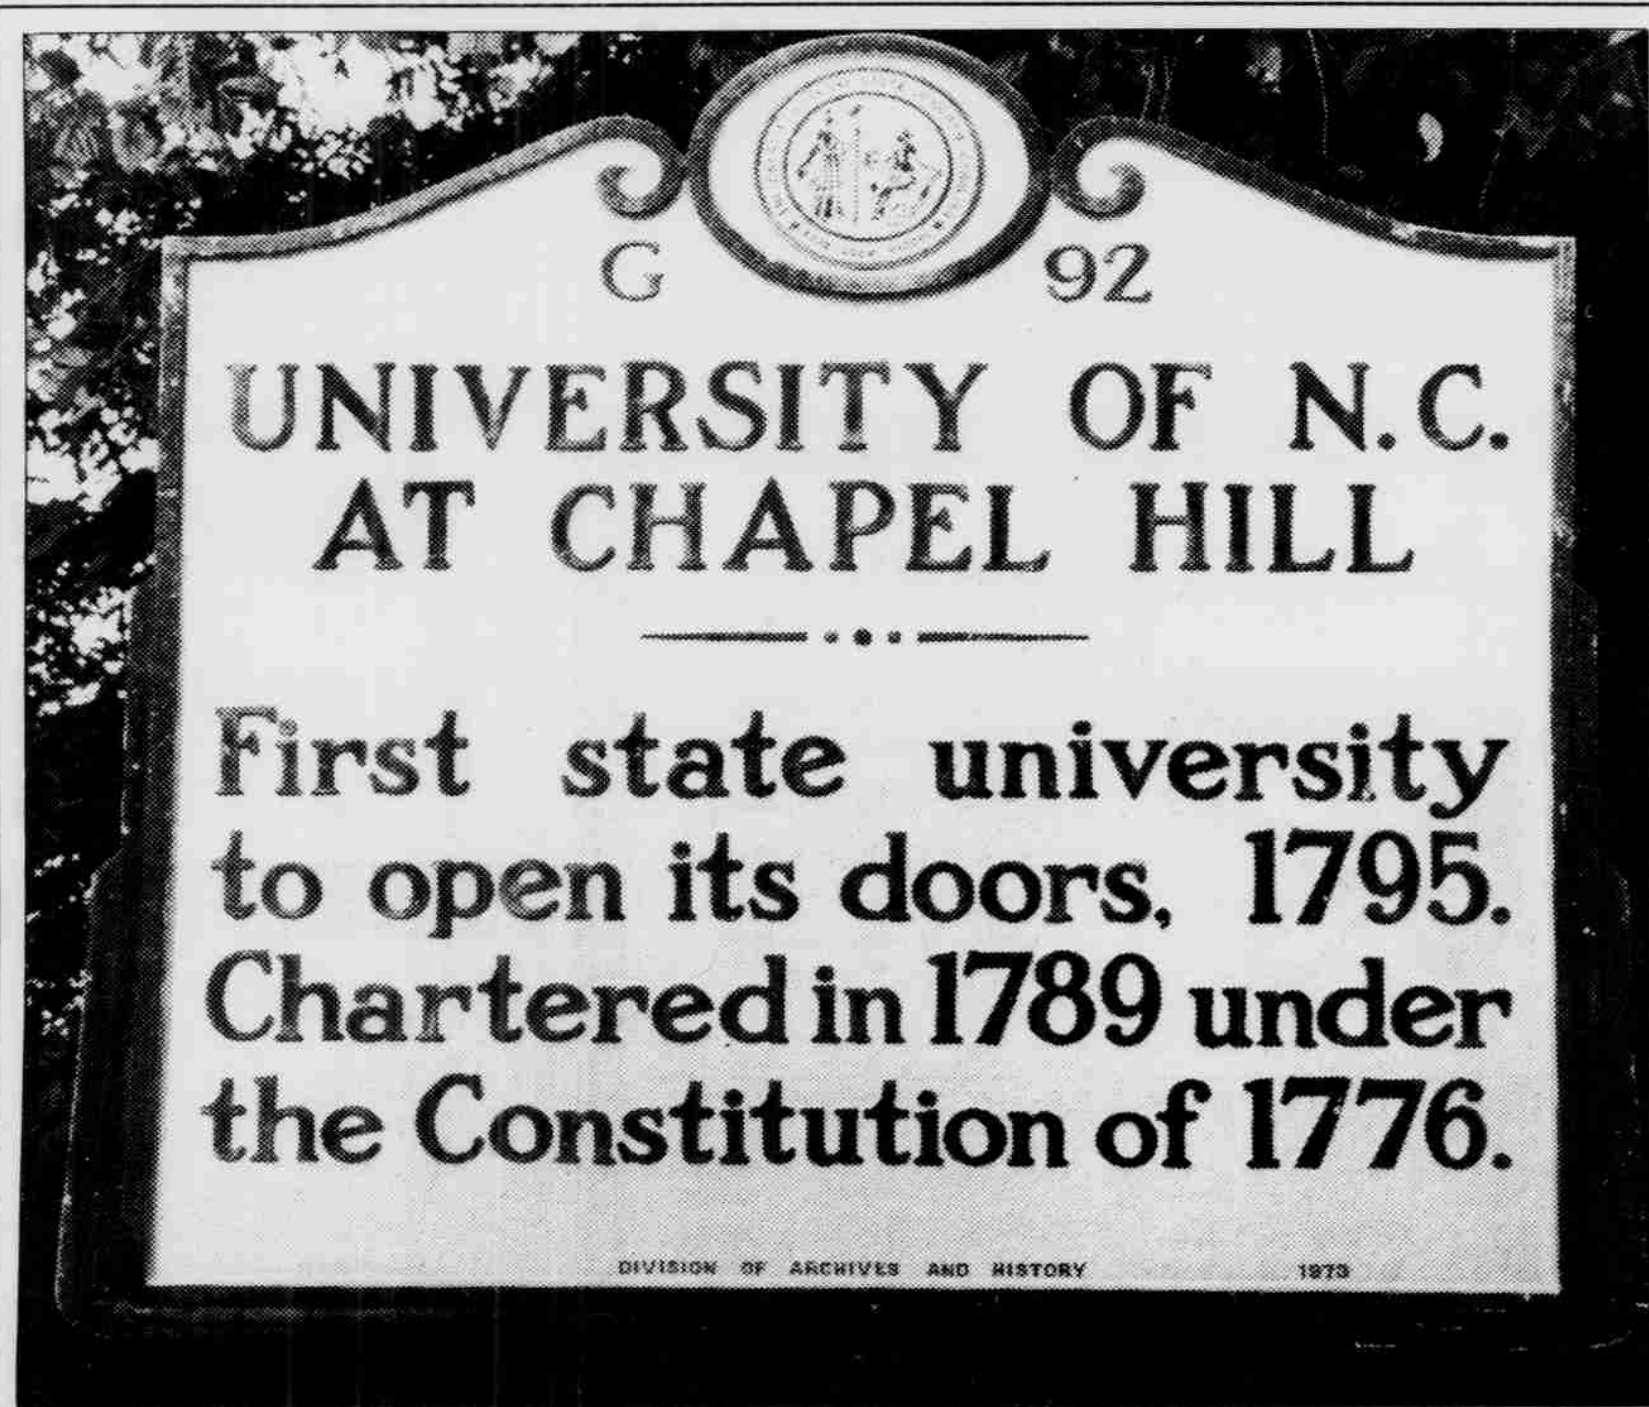 G 92
UNIVERSITY OF N.C.
AT CHAPEL HILL
First state university
to open its doors, 1795.
Chartered in 1789 under
the Constitution of 1776.
DIVISION OF ARCHIVES AND HISTORY 1973